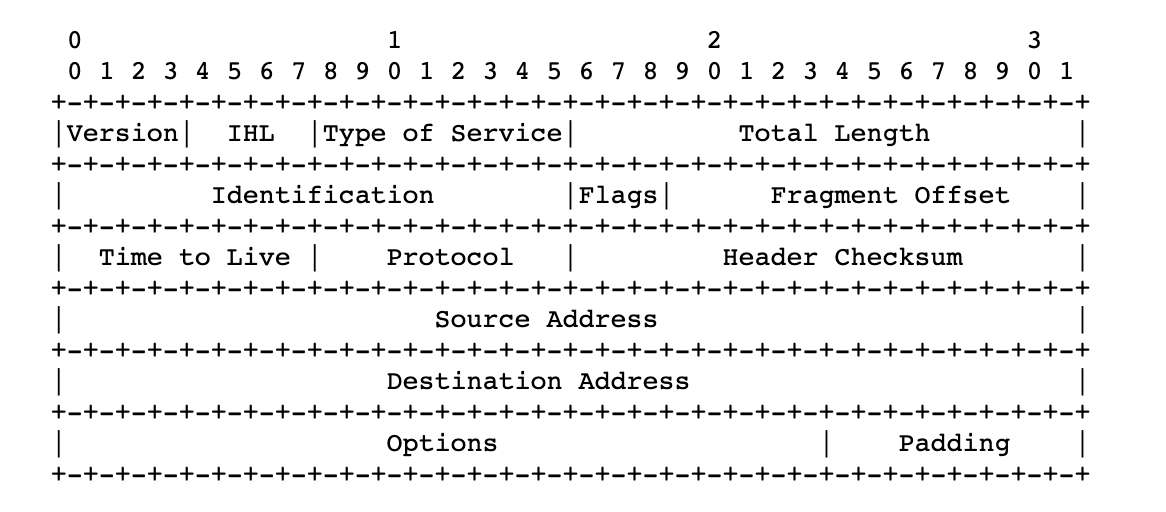 0                   1                   2                   3
 0 1 2 3 4 5 6 7 8 9 0 1 2 3 4 5 6 7 8 9 0 1 2 3 4 5 6 7 8 9 0 1
+-+-+-+-+-+-+-+-+-+-+-+-+-+-+-+-+-+-+-+-+-+-+-+-+-+-+-+-+-+-+-+-+
|Version|  IHL  |Type of Service|          Total Length         |
+-+-+-+-+-+-+-+-+-+-+-+-+-+-+-+-+-+-+-+-+-+-+-+-+-+-+-+-+-+-+-+-+
|         Identification        |Flags|      Fragment Offset    |
+-+-+-+-+-+-+-+-+-+-+-+-+-+-+-+-+-+-+-+-+-+-+-+-+-+-+-+-+-+-+-+-+
|  Time to Live |    Protocol   |         Header Checksum       |
+-+-+-+-+-+-+-+-+-+-+-+-+-+-+-+-+-+-+-+-+-+-+-+-+-+-+-+-+-+-+-+-+
|                       Source Address                          |
+-+-+-+-+-+-+-+-+-+-+-+-+-+-+-+-+-+-+-+-+-+-+-+-+-+-+-+-+-+-+-+-+
|                    Destination Address                        |
+-+-+-+-+-+-+-+-+-+-+-+-+-+-+-+-+-+-+-+-+-+-+-+-+-+-+-+-+-+-+-+-+
|                    Options                    |    Padding    |
+-+-+-+-+-+-+-+-+-+-+-+-+-+-+-+-+-+-+-+-+-+-+-+-+-+-+-+-+-+-+-+-+